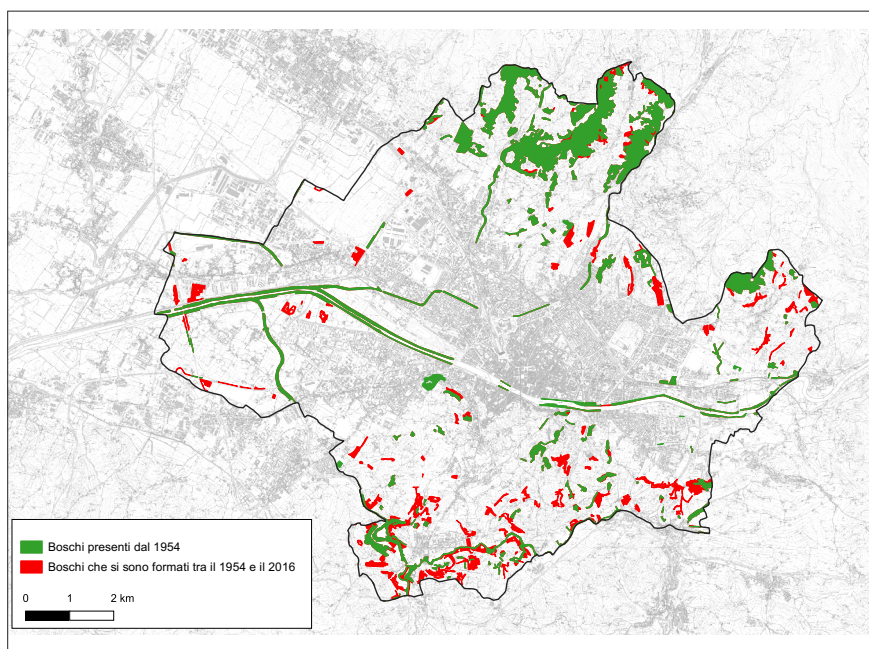 Boschi presenti dal 1954
Boschi che si sono formati tra il 1954 e il 2016
0 1 2 km